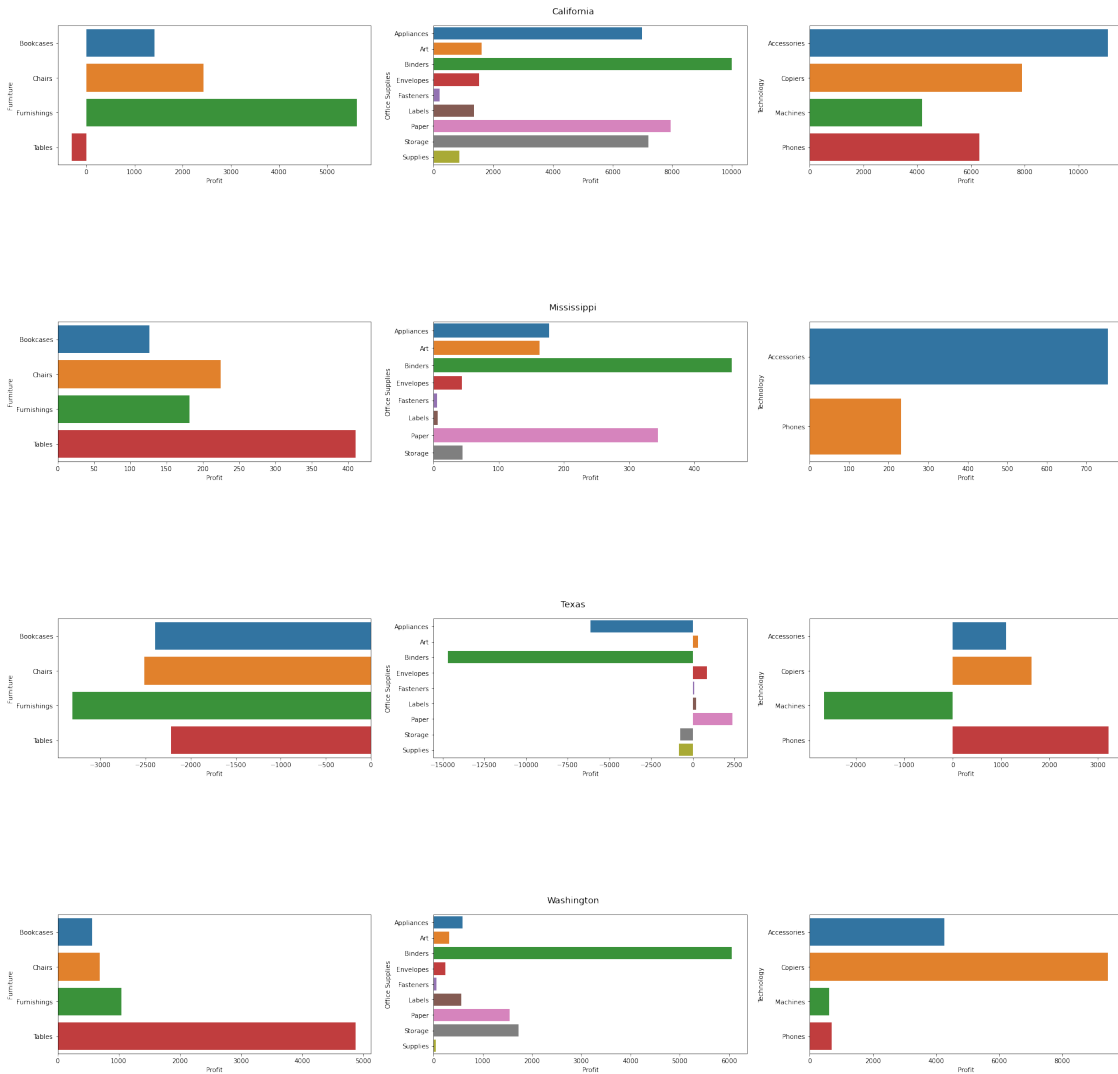 California
Furniture
Bookcases
Chairs
Furnishings
Tables
0 1000 2000 3000 4000 5000
Profit
Office Supplies
Appliances
Art
Binders
Envelopes
Fasteners
Labels
Paper
Storage
Supplies
0 2000 4000 6000 8000 10000
Profit
Technology
Accessories
Copiers
Machines
Phones
0 2000 4000 6000 8000 10000
Profit
Mississippi
Furniture
Bookcases
Chairs
Furnishings
Tables
0 50 100 150 200 250 300 350 400
Profit
Office Supplies
Appliances
Art
Binders
Envelopes
Fasteners
Labels
Paper
Storage
0 200 400
Profit
Technology
Accessories
Phones
0 100 200 300 400 500 600 700
Profit
Texas
Furniture
Bookcases
Chairs
Furnishings
Tables
−3000 −2500 −2000 −1500 −1000 −500 0
Profit
Office Supplies
Appliances
Art
Binders
Envelopes
Fasteners
Labels
Paper
Storage
Supplies
−15000 −12500 −10000 −7500 −5000 −2500 0 2500
Profit
Technology
Accessories
Copiers
Machines
Phones
−2000 −1000 0 1000 2000 3000
Profit
Washington
Furniture
Bookcases
Chairs
Furnishings
Tables
0 1000 2000 3000 4000 5000
Profit
Office Supplies
Appliances
Art
Binders
Envelopes
Fasteners
Labels
Paper
Storage
Supplies
0 1000 2000 3000 4000 5000 6000
Profit
Technology
Accessories
Copiers
Machines
Phones
0 2000 4000 6000 8000
Profit